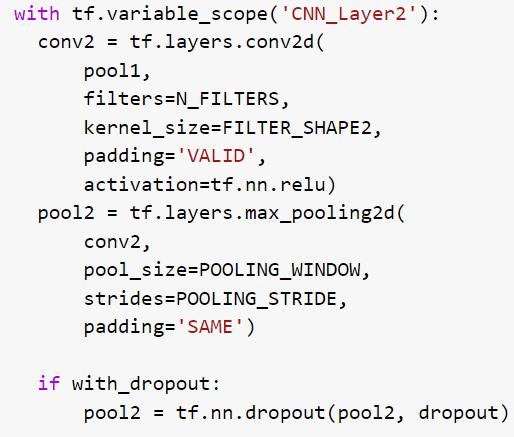 with tf.variable_scope('CNN_Layer2'):
  conv2 = tf.layers.conv2d(
      pool1,
      filters=N_FILTERS,
      kernel_size=FILTER_SHAPE2,
      padding='VALID',
      activation=tf.nn.relu)
  pool2 = tf.layers.max_pooling2d(
      conv2,
      pool_size=POOLING_WINDOW,
      strides=POOLING_STRIDE,
      padding='SAME')

  if with_dropout:
      pool2 = tf.nn.dropout(pool2, dropout)